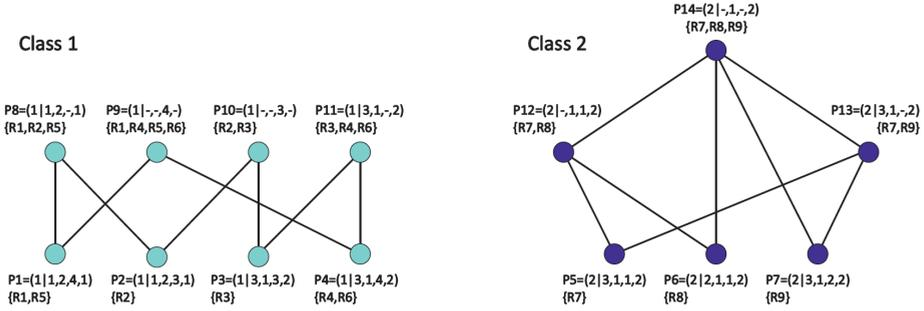 P14=(2|-,1,-,2)
{R7,R8,R9}
Class 1
Class 2
P8=(1|1,2,-,1)
{R1,R2,R5}
P9=(1|-,-,4,-)
{R1,R4,R5,R6}
P10=(1|-,-,3,-)
{R2,R3}
P11=(1|3,1,-,2)
{R3,R4,R6}
P12=(2|-,1,1,2)
{R7,R8}
P13=(2|3,1,-,2)
{R7,R9}
P1=(1|1,2,4,1)
{R1,R5}
P2=(1|1,2,3,1)
{R2}
P3=(1|3,1,3,2)
{R3}
P4=(1|3,1,4,2)
{R4,R6}
P5=(2|3,1,1,2)
{R7}
P6=(2|2,1,1,2)
{R8}
P7=(2|3,1,2,2)
{R9}